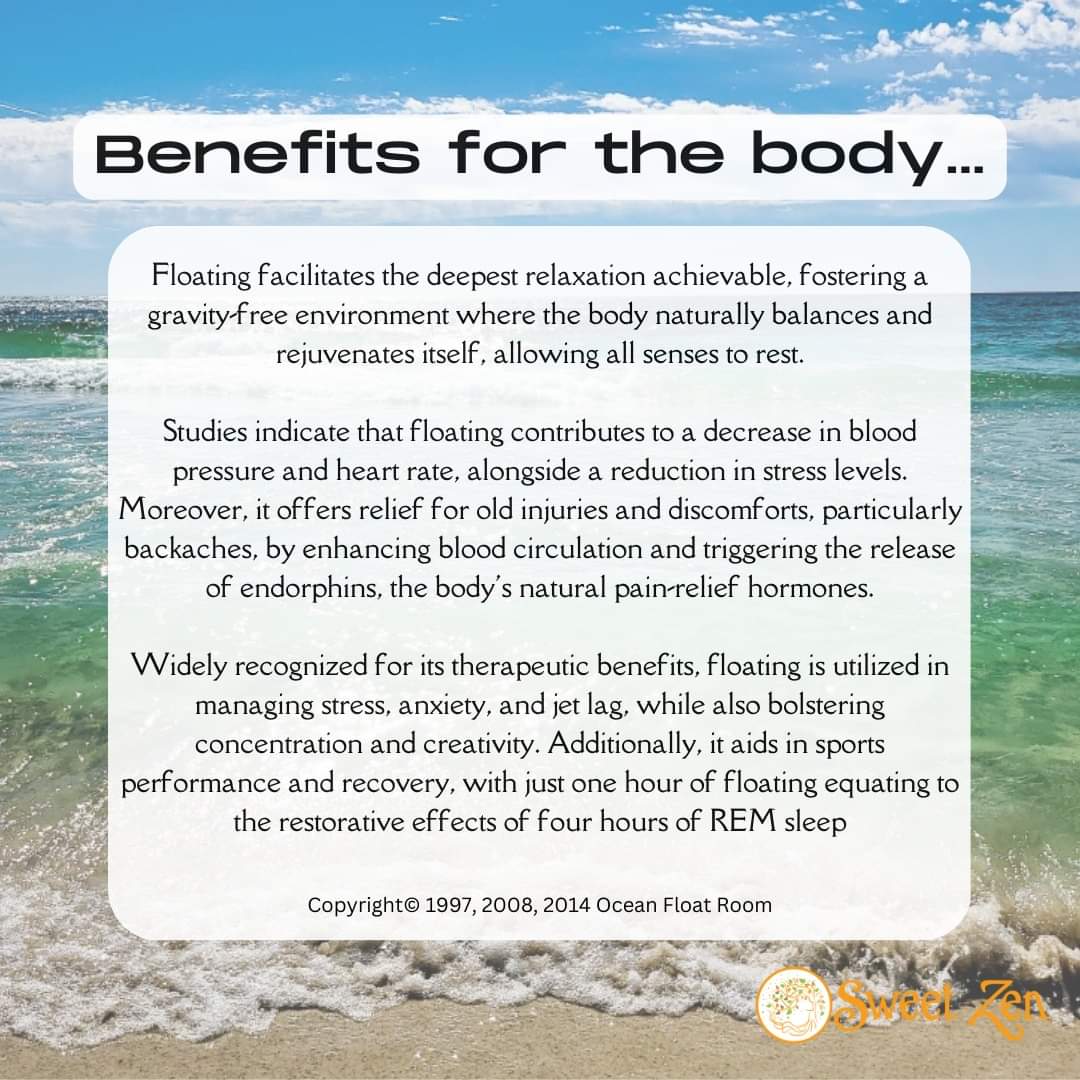 Benefits for the body...
Floating facilitates the deepest relaxation achievable, fostering a
gravity-free environment where the body naturally balances and
rejuvenates itself, allowing all senses to rest.
Studies indicate that floating contributes to a decrease in blood
pressure and heart rate, alongside a reduction in stress levels.
Moreover, it offers relief for old injuries and discomforts, particularly
backaches, by enhancing blood circulation and triggering the release
of endorphins, the body's natural pain-relief hormones.
Widely recognized for its therapeutic benefits, floating is utilized in
managing stress, anxiety, and jet lag, while also bolstering
concentration and creativity. Additionally, it aids in sports
performance and recovery, with just one hour of floating equating to
the restorative effects of four hours of REM sleep
Copyright© 1997, 2008, 2014 Ocean Float Room
Sweet Zen